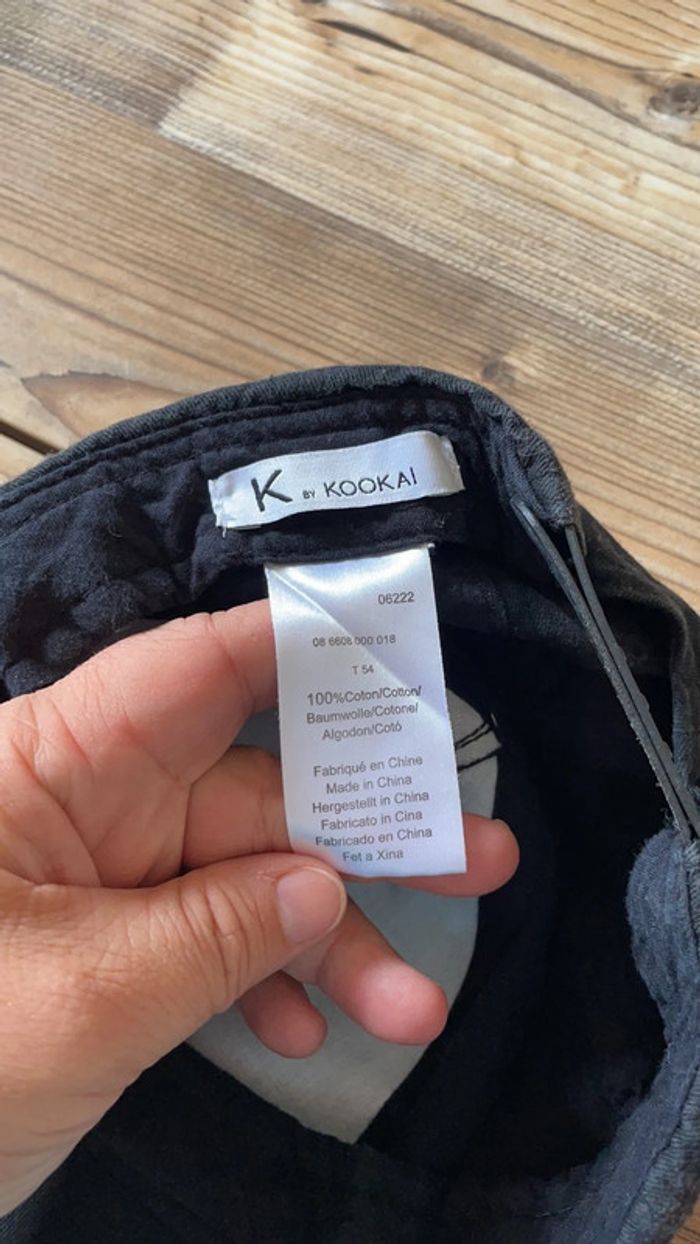 K BY KOOKAI
06222
08 6608 000 018
T 54
100%Coton/Cotton/
Baumwolle/Cotone/
Algodon/Cotó
Fabriqué en Chine
Made in China
Hergestellt in China
Fabricato in Cina
Fabricado en China
Fet a Xina